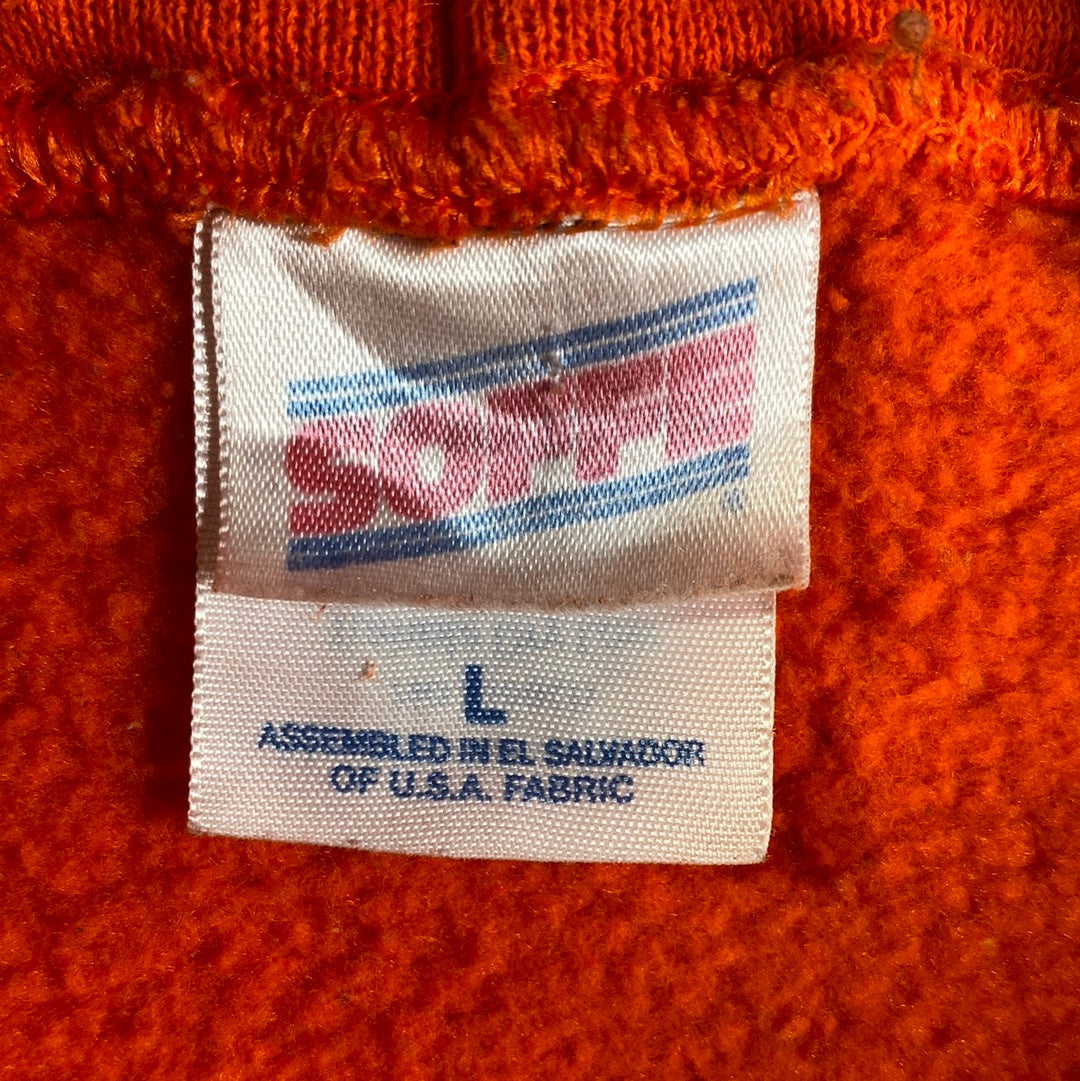 SOFFE
®
L
ASSEMBLED IN EL SALVADOR
OF U.S.A. FABRIC